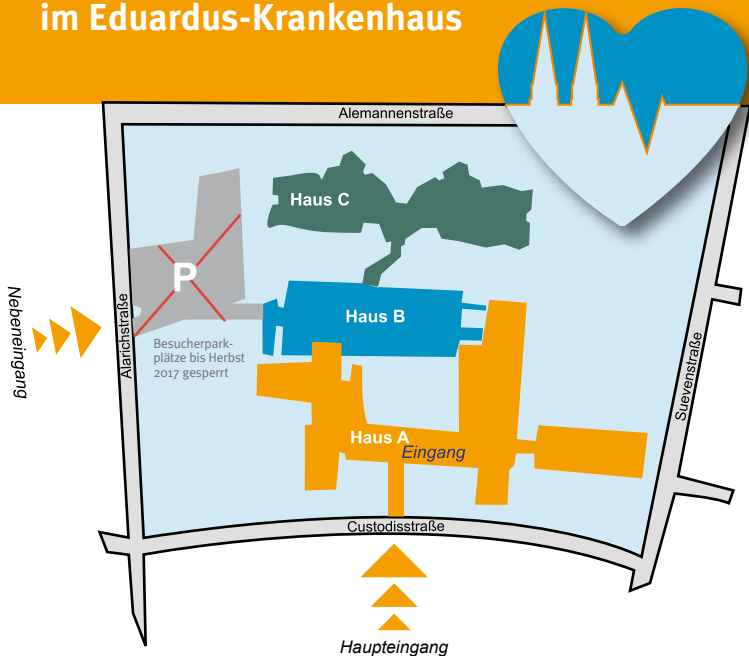 im Eduardus-Krankenhaus
Alemannenstraße
Haus C
P
Haus B
Nebeneingang
Alarichstraße
Besucherpark-
plätze bis Herbst
2017 gesperrt
Suevenstraße
Haus A
Eingang
Custodisstraße
Haupteingang